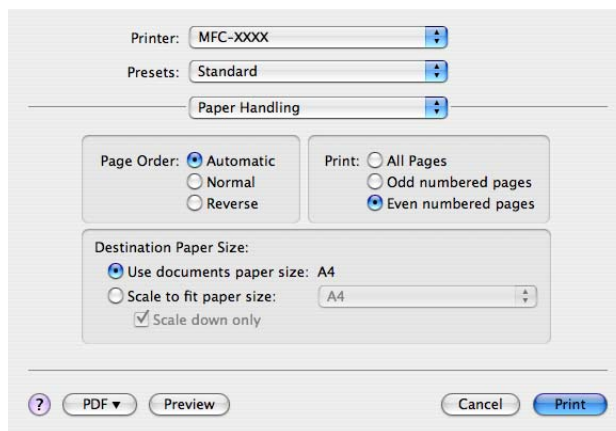 Printer: MFC-XXXX
Presets: Standard
Paper Handling
Page Order: Automatic
Normal
Reverse
Print: All Pages
Odd numbered pages
Even numbered pages
Destination Paper Size:
Use documents paper size: A4
Scale to fit paper size: A4
Scale down only
? PDF ▼ Preview Cancel Print